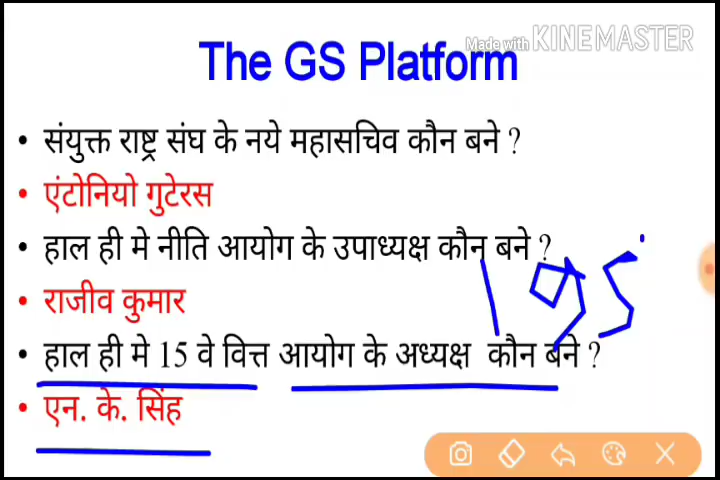 Made with KINEMASTER
The GS Platform
• संयुक्त राष्ट्र संघ के नये महासचिव कौन बने ?
• एंटोनियो गुटेरस
• हाल ही मे नीति आयोग के उपाध्यक्ष कौन बने ?
• राजीव कुमार
195
• हाल ही मे 15 वे वित्त आयोग के अध्यक्ष कौन बने ?
• एन. के. सिंह